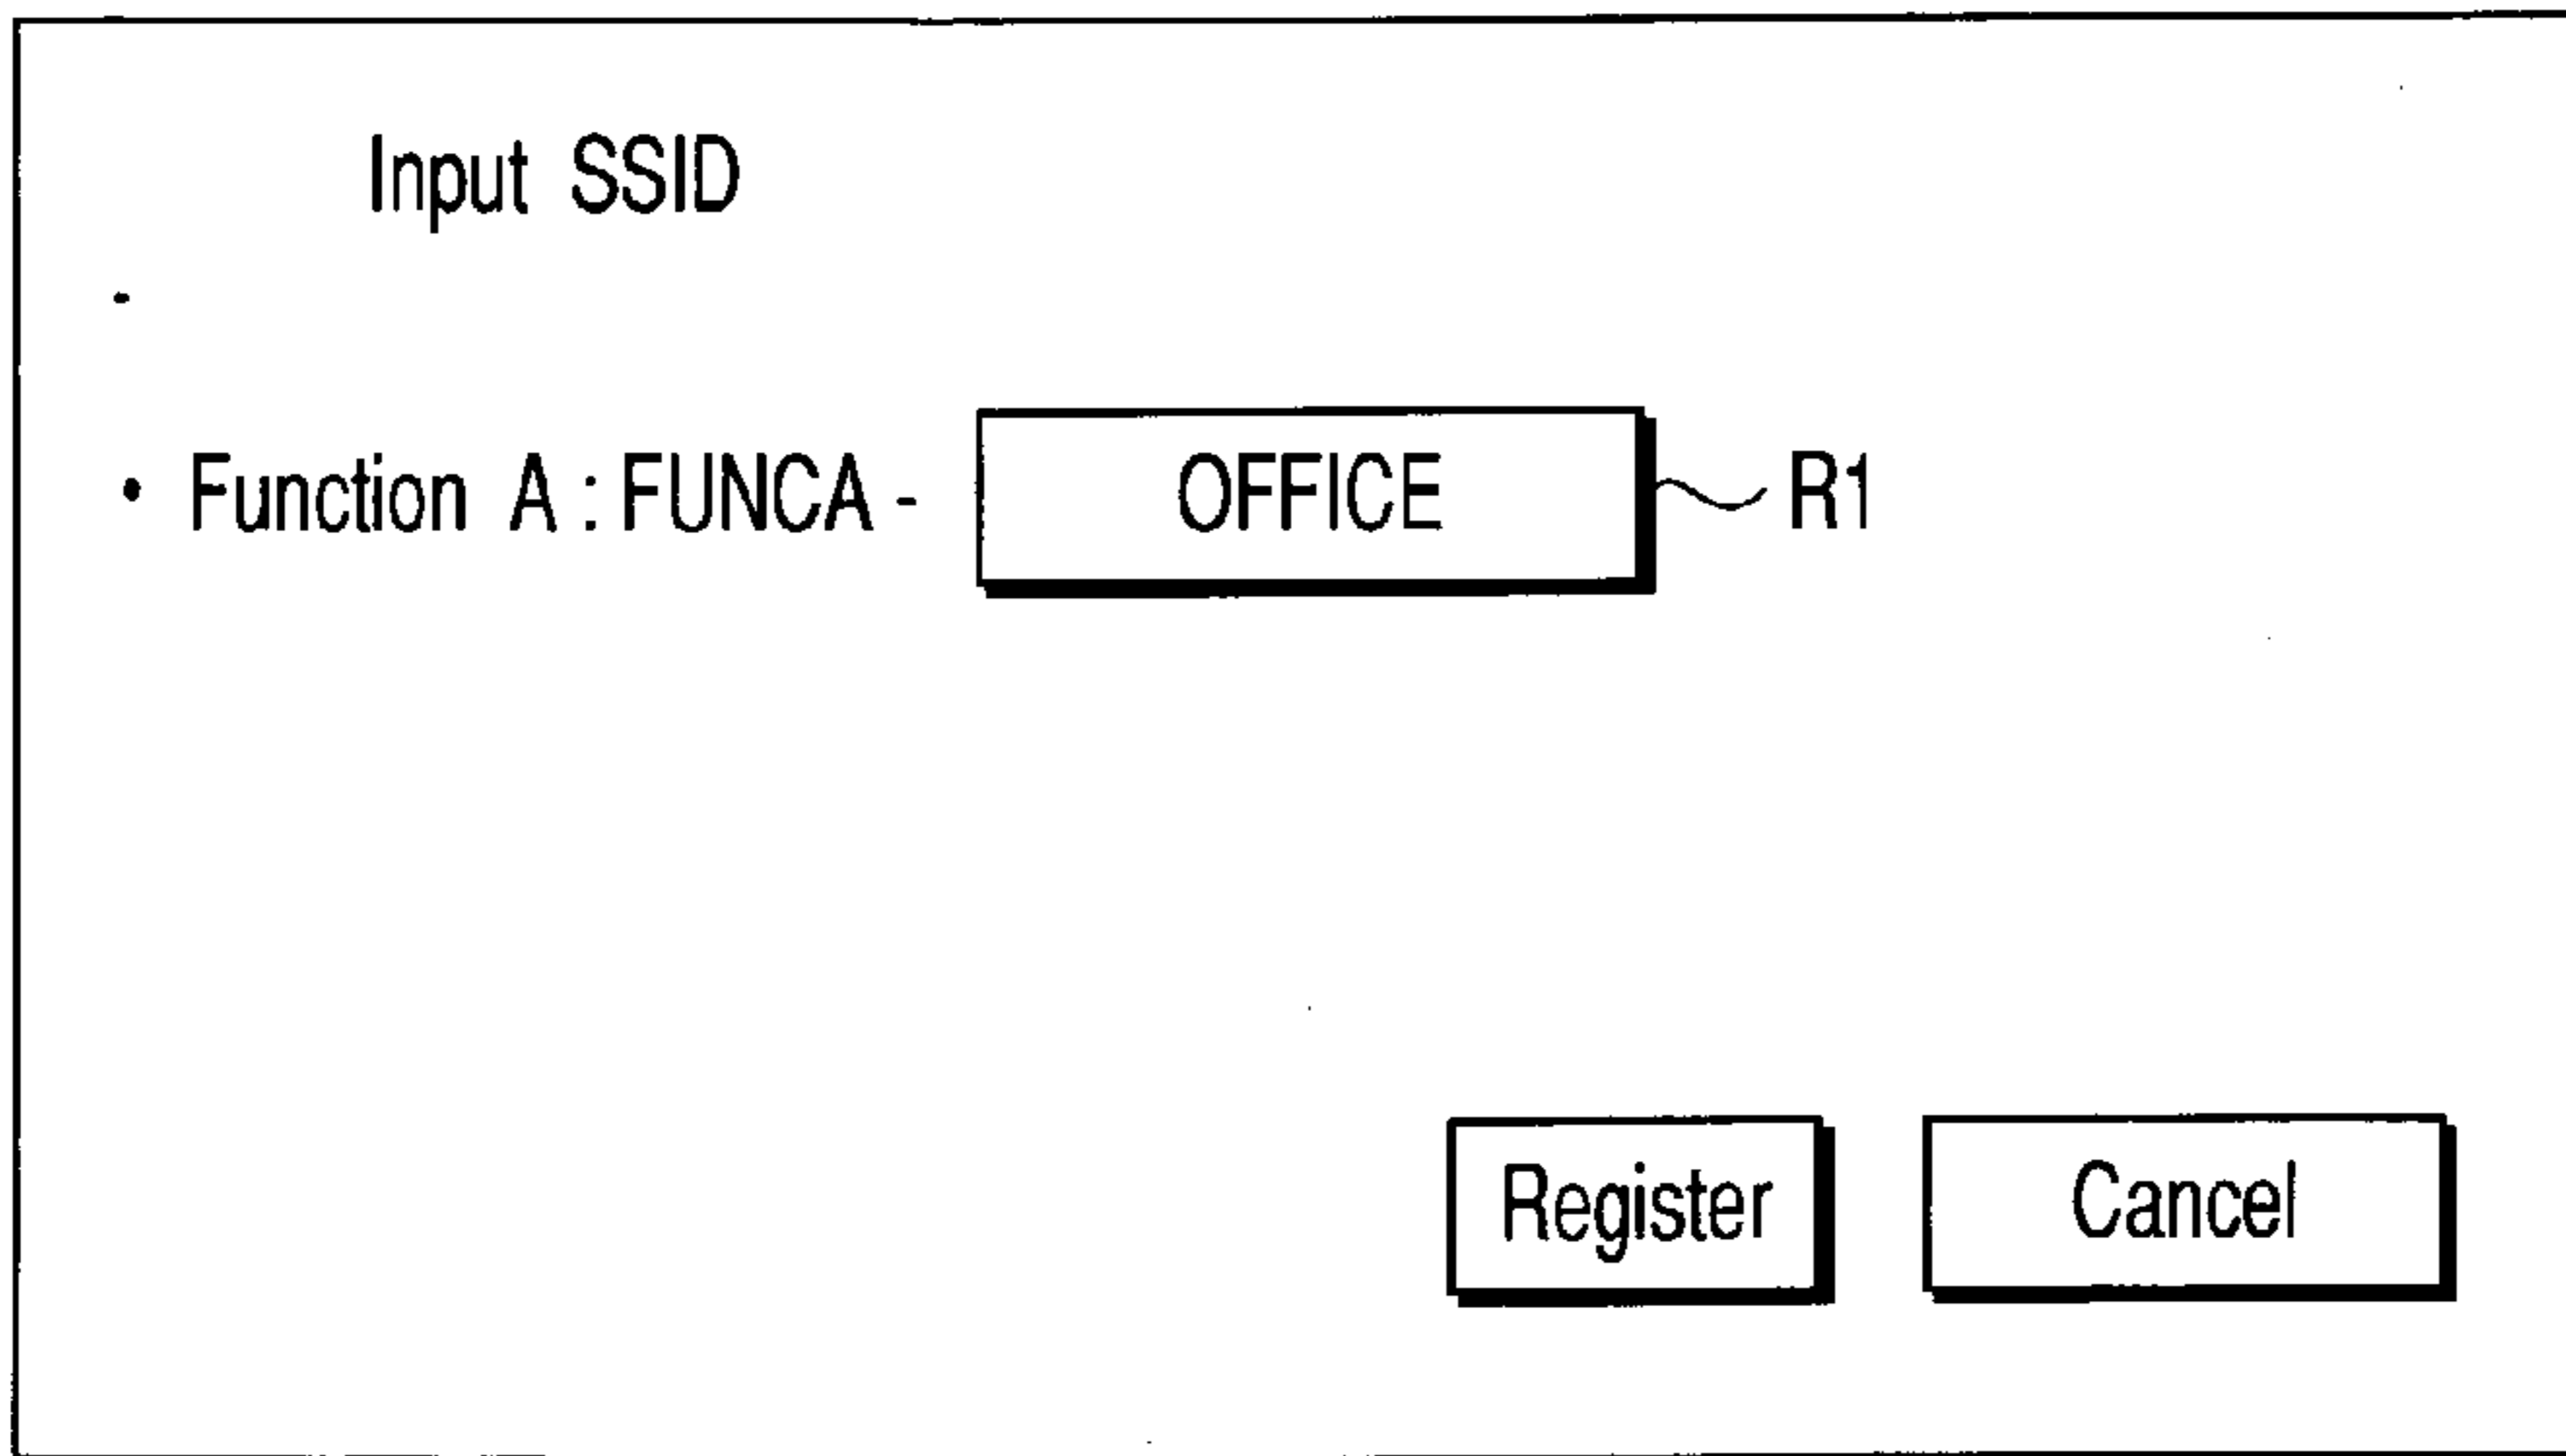 Input SSID
• Function A : FUNCA - OFFICE R1
Register Cancel